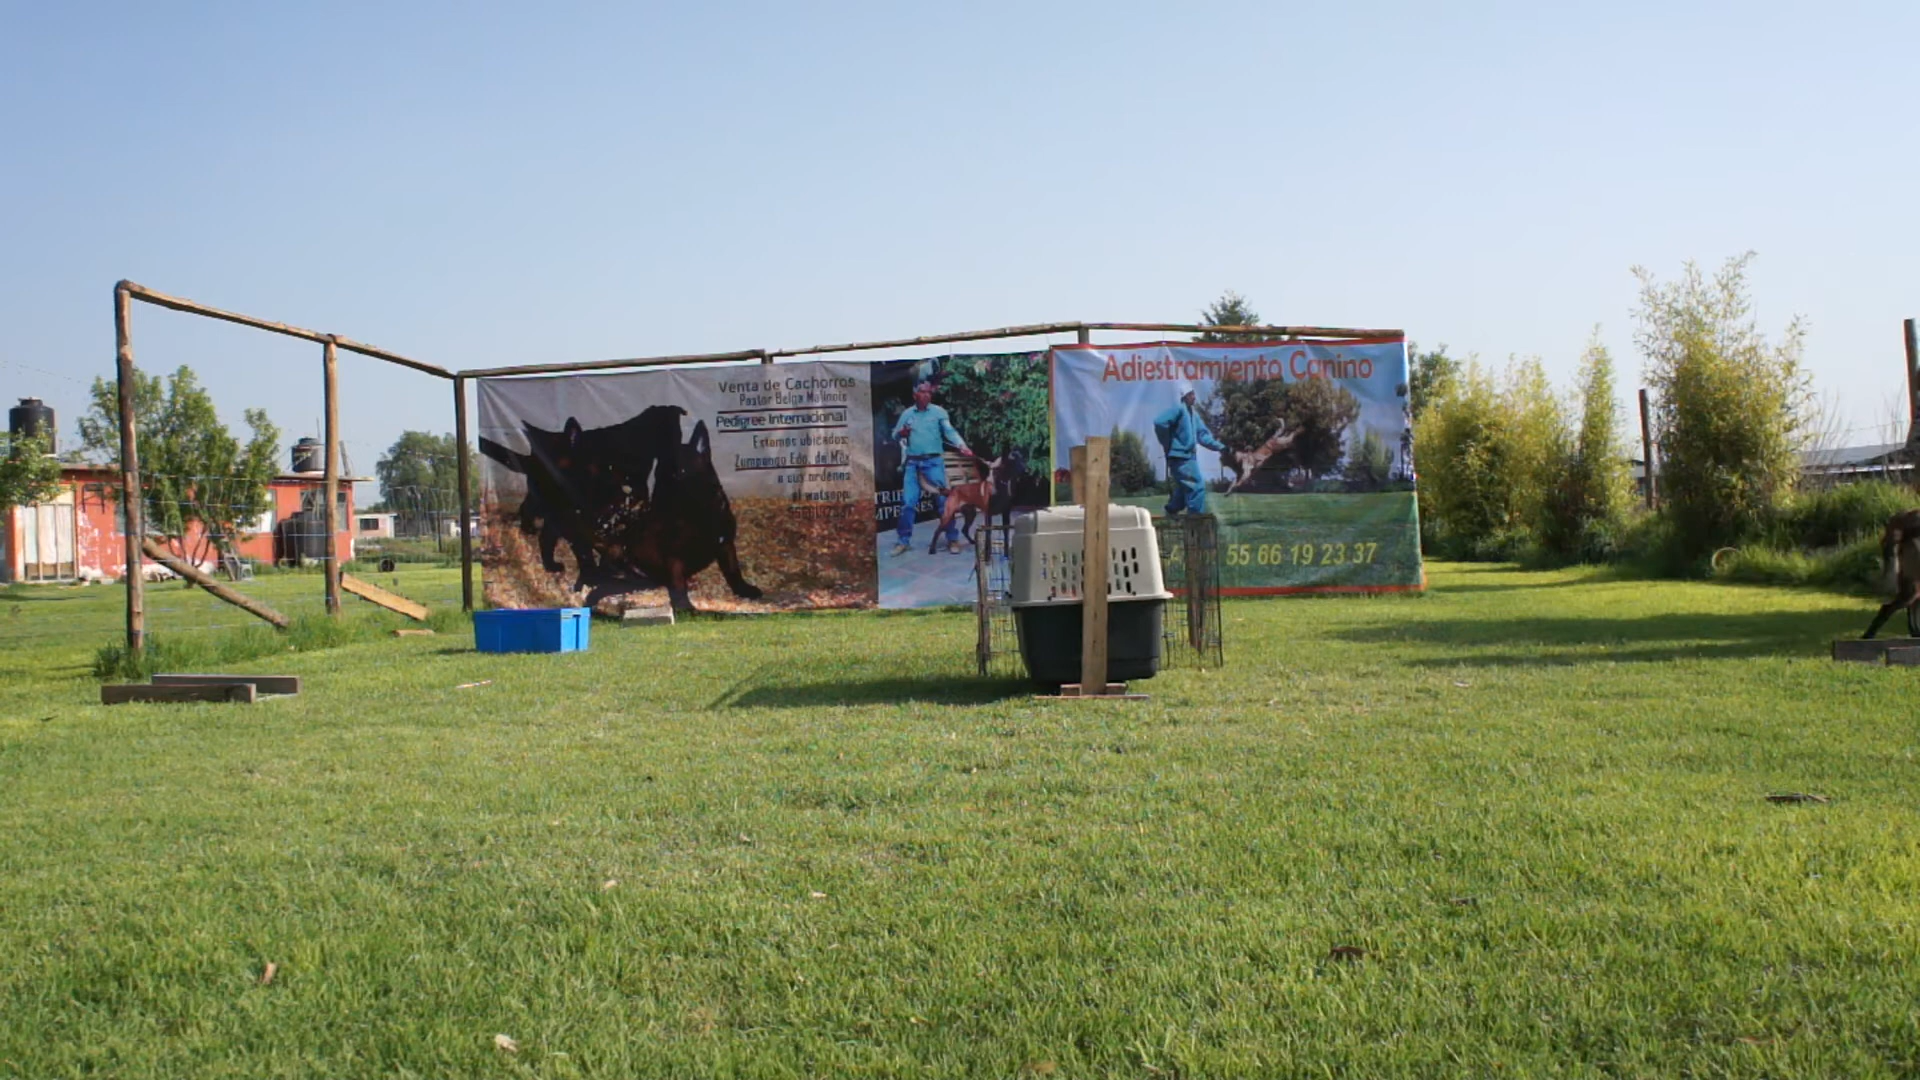 Venta de Cachorros
Pastor Belga Malinois
Pedigree Internacional
Estamos ubicados:
Zumpango Edo. de Méx
a sus ordenes
al watsapp:
Adiestramiento Canino
55 66 19 23 37